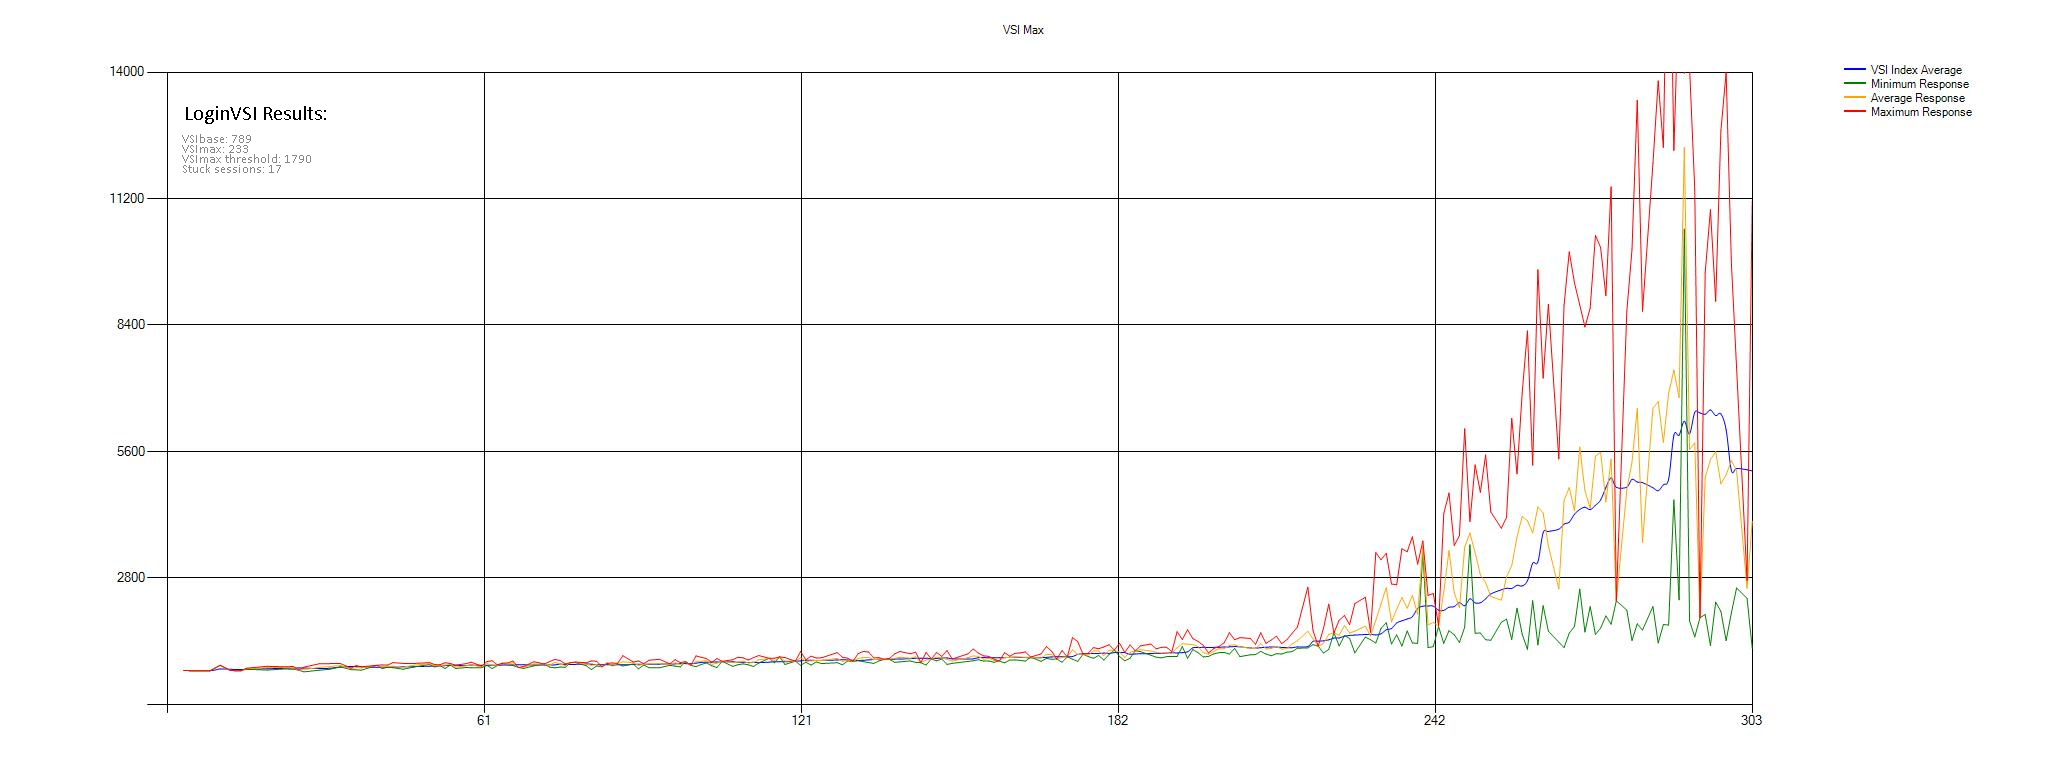 VSI Max
14000
11200
8400
5600
2800
LoginVSI Results:
VSIbase: 789
VSImax: 233
VSImax threshold: 1790
Stuck sessions: 17
61
121
182
242
303
VSI Index Average
Minimum Response
Average Response
Maximum Response